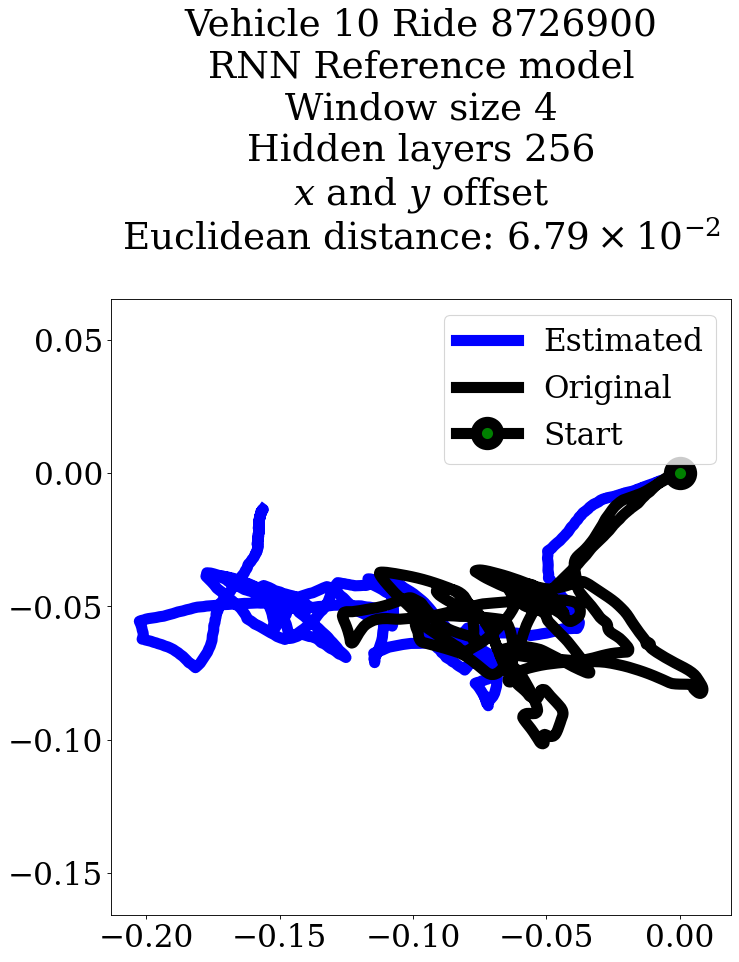 Vehicle 10 Ride 8726900
RNN Reference model
Window size 4
Hidden layers 256
x and y offset
Euclidean distance: 6.79 × 10⁻²
Estimated
Original
Start
0.05
0.00
−0.05
−0.10
−0.15
−0.20 −0.15 −0.10 −0.05 0.00